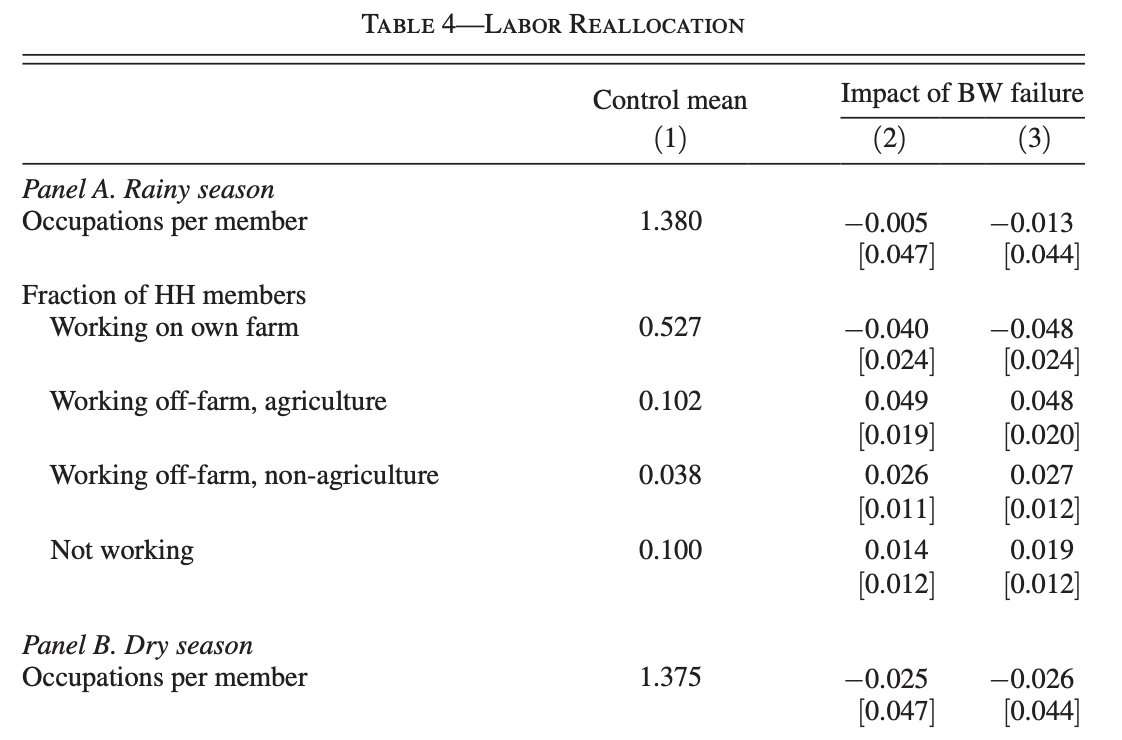 TABLE 4—LABOR REALLOCATION
Control mean Impact of BW failure
(1) (2) (3)
Panel A. Rainy season
Occupations per member 1.380 −0.005 −0.013
[0.047] [0.044]
Fraction of HH members
Working on own farm 0.527 −0.040 −0.048
[0.024] [0.024]
Working off-farm, agriculture 0.102 0.049 0.048
[0.019] [0.020]
Working off-farm, non-agriculture 0.038 0.026 0.027
[0.011] [0.012]
Not working 0.100 0.014 0.019
[0.012] [0.012]
Panel B. Dry season
Occupations per member 1.375 −0.025 −0.026
[0.047] [0.044]